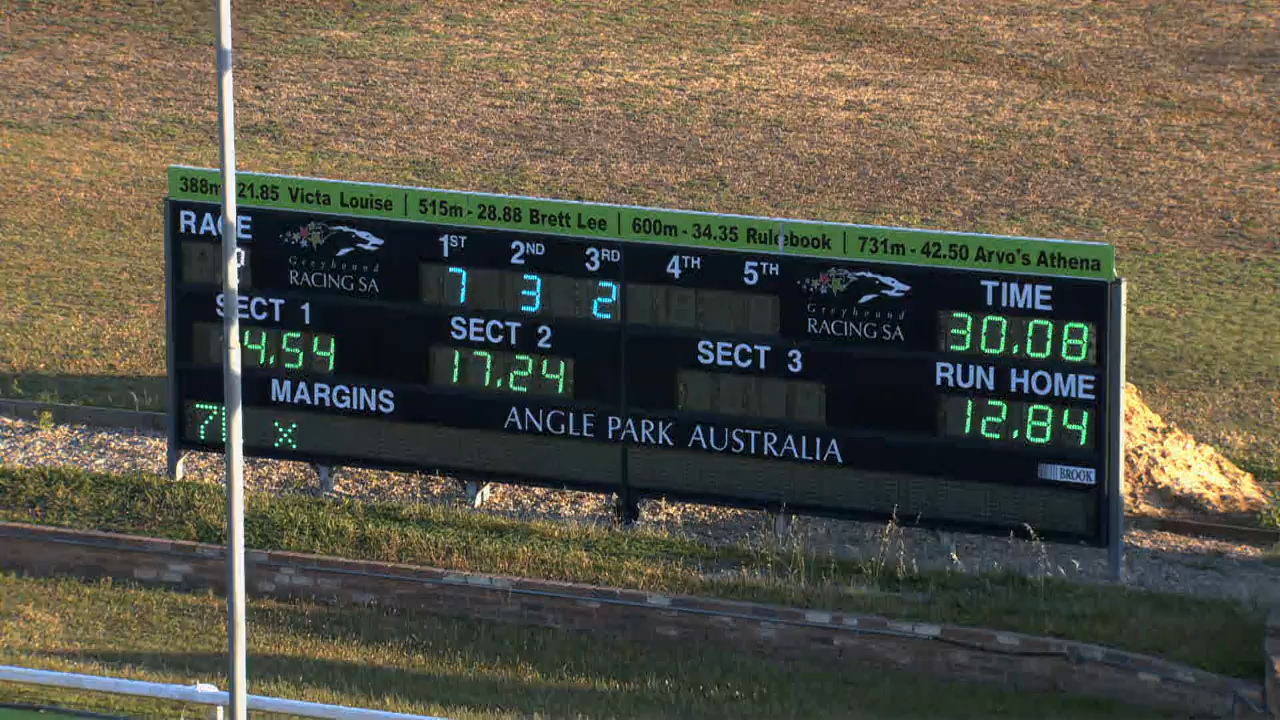 388m 21.85 Victa Louise | 515m - 28.88 Brett Lee | 600m - 34.35 Rulebook | 731m - 42.50 Arvo's Athena
RACE
Greyhound
RACING SA
1ST 2ND 3RD 4TH 5TH
7 3 2
Greyhound
RACING SA
TIME
30.08
SECT 1
4.54
SECT 2
17.24
SECT 3
RUN HOME
12.84
MARGINS
7
ANGLE PARK AUSTRALIA
BROOK